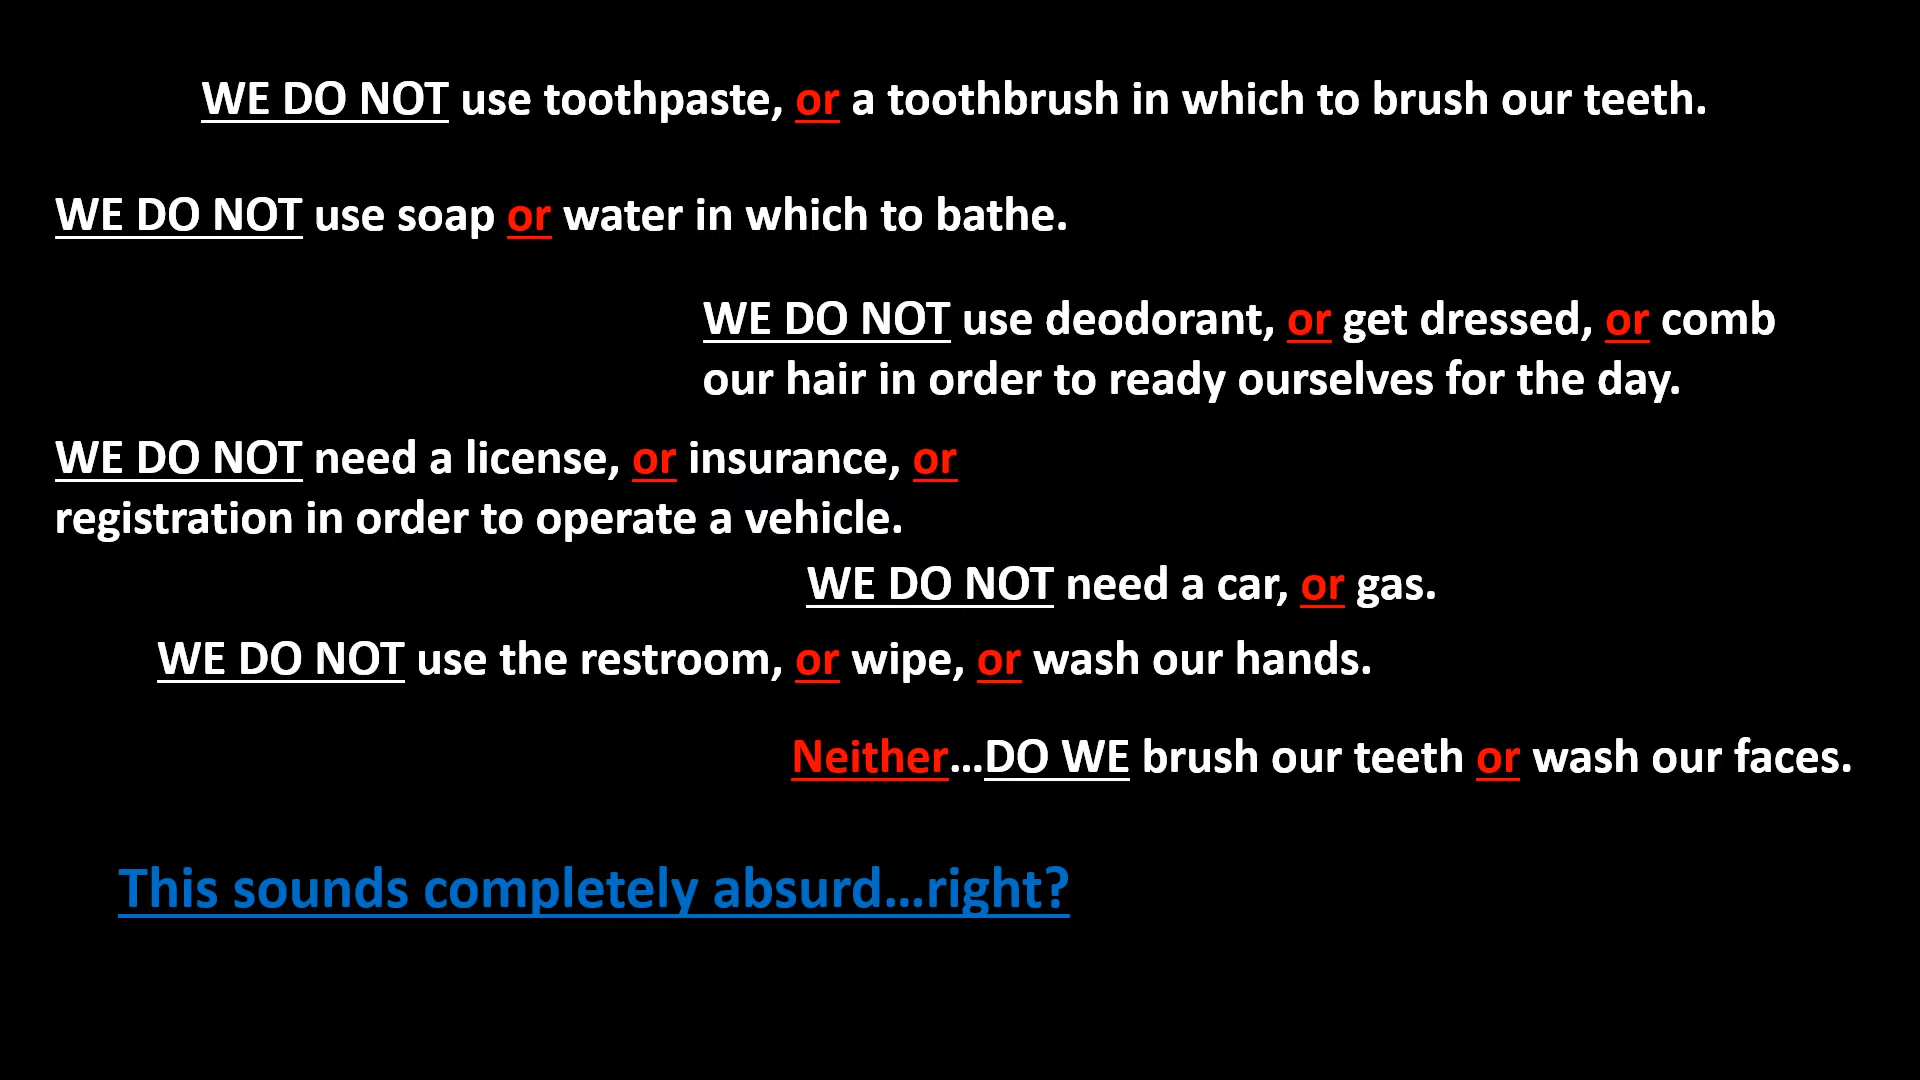 WE DO NOT use toothpaste, or a toothbrush in which to brush our teeth.
WE DO NOT use soap or water in which to bathe.
WE DO NOT use deodorant, or get dressed, or comb
our hair in order to ready ourselves for the day.
WE DO NOT need a license, or insurance, or
registration in order to operate a vehicle.
WE DO NOT need a car, or gas.
WE DO NOT use the restroom, or wipe, or wash our hands.
Neither...DO WE brush our teeth or wash our faces.
This sounds completely absurd...right?